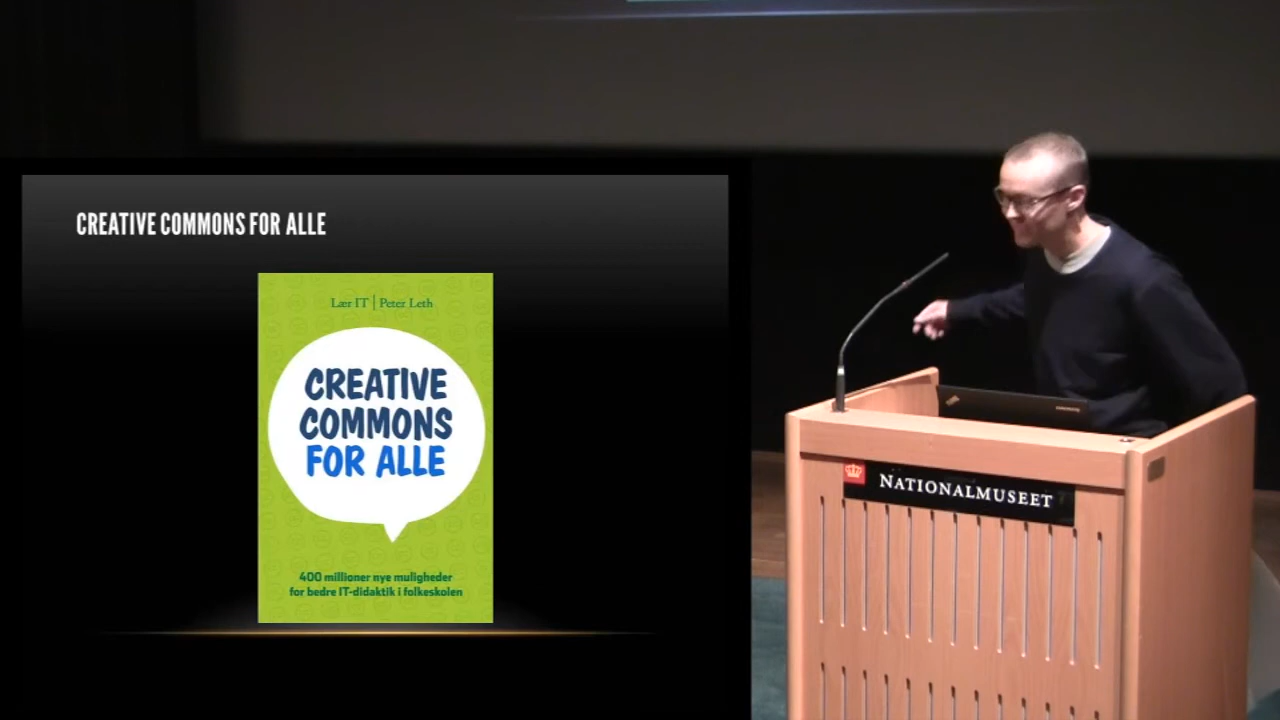 CREATIVE COMMONS FOR ALLE
Lær IT | Peter Leth
CREATIVE
COMMONS
FOR ALLE
400 millioner nye muligheder
for bedre IT-didaktik i folkeskolen
NATIONALMUSEET